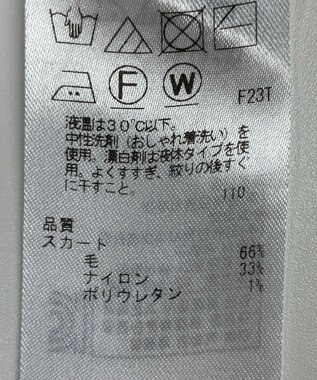 F W F23T
液温は30℃以下。
中性洗剤(おしゃれ着洗い)を
使用。漂白剤は液体タイプを使
用。よくすすぎ、絞りの後すぐ
に干すこと。
110
品質
スカート
毛 66%
ナイロン 33%
ポリウレタン 1%